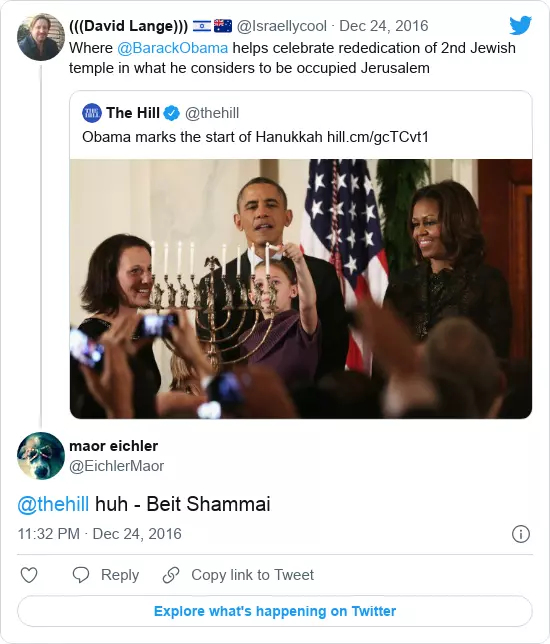 (((David Lange))) 🇮🇱 🇦🇺 @Israellycool · Dec 24, 2016
Where @BarackObama helps celebrate rededication of 2nd Jewish
temple in what he considers to be occupied Jerusalem
THE HILL
The Hill @thehill
Obama marks the start of Hanukkah hill.cm/gcTCvt1
maor eichler
@EichlerMaor
@thehill huh - Beit Shammai
11:32 PM · Dec 24, 2016
Reply
Copy link to Tweet
Explore what's happening on Twitter